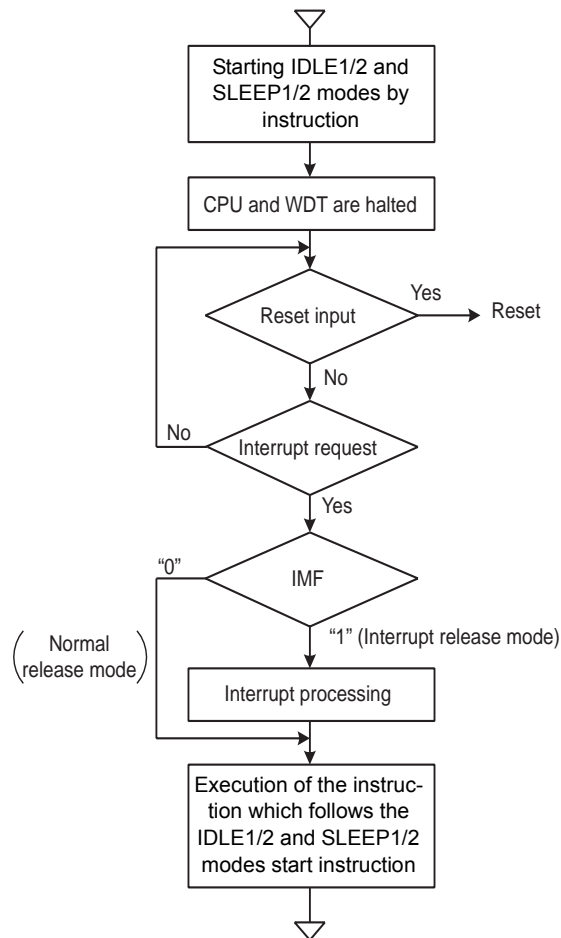 Starting IDLE1/2 and
SLEEP1/2 modes by
instruction
CPU and WDT are halted
Yes
Reset input
Reset
No
No
Interrupt request
Yes
“0”
IMF
“1” (Interrupt release mode)
Normal
release mode
Interrupt processing
Execution of the instruc-
tion which follows the
IDLE1/2 and SLEEP1/2
modes start instruction